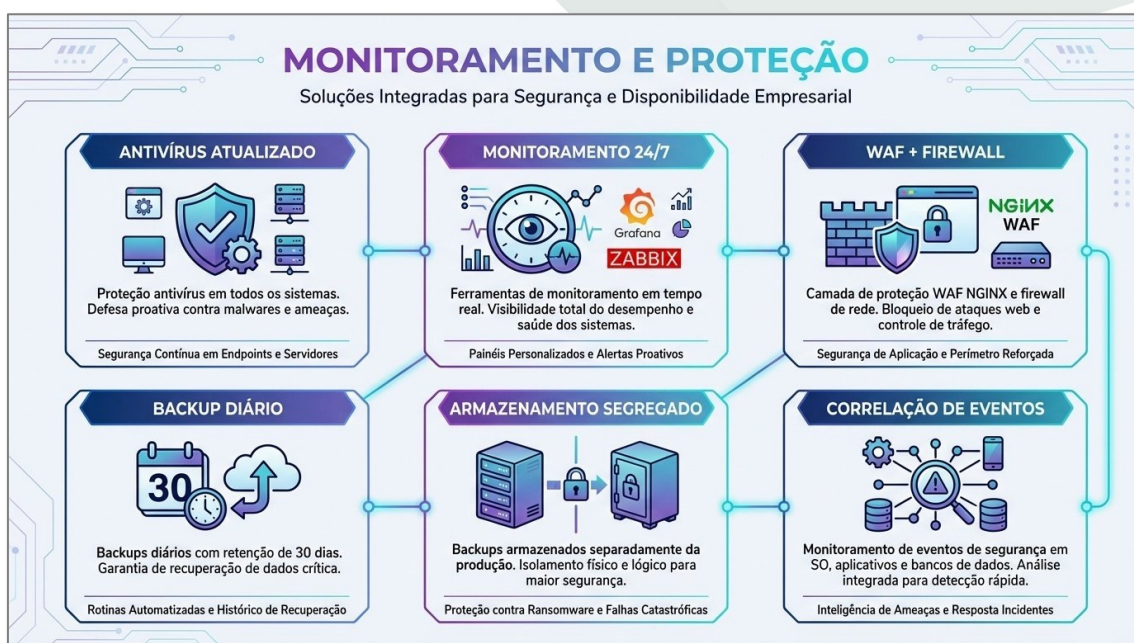 MONITORAMENTO E PROTEÇÃO
Soluções Integradas para Segurança e Disponibilidade Empresarial
ANTIVÍRUS ATUALIZADO
Proteção antivírus em todos os sistemas.
Defesa proativa contra malwares e ameaças.
Segurança Contínua em Endpoints e Servidores
MONITORAMENTO 24/7
Grafana
ZABBIX
Ferramentas de monitoramento em tempo
real. Visibilidade total do desempenho e
saúde dos sistemas.
Painéis Personalizados e Alertas Proativos
WAF + FIREWALL
NGINX
WAF
Camada de proteção WAF NGINX e firewall
de rede. Bloqueio de ataques web e
controle de tráfego.
Segurança de Aplicação e Perímetro Reforçada
BACKUP DIÁRIO
30
Backups diários com retenção de 30 dias.
Garantia de recuperação de dados crítica.
Rotinas Automatizadas e Histórico de Recuperação
ARMAZENAMENTO SEGREGADO
Backups armazenados separadamente da
produção. Isolamento físico e lógico para
maior segurança.
Proteção contra Ransomware e Falhas Catastróficas
CORRELAÇÃO DE EVENTOS
Monitoramento de eventos de segurança em
SO, aplicativos e bancos de dados. Análise
integrada para detecção rápida.
Inteligência de Ameaças e Resposta Incidentes